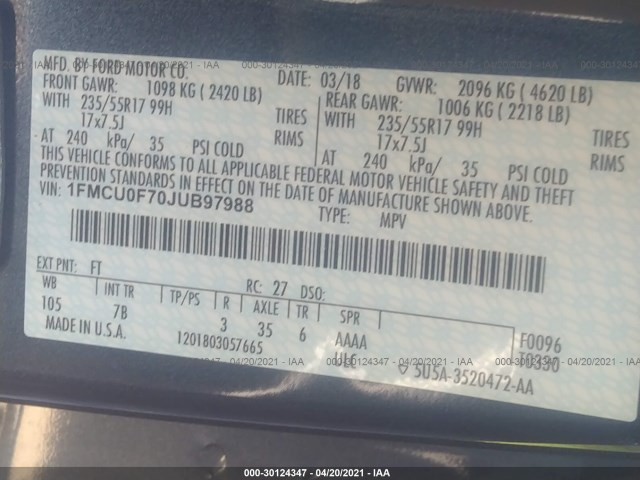 MFD. BY FORD MOTOR CO.
DATE: 03/18 GVWR: 2096 KG ( 4620 LB)
FRONT GAWR: 1098 KG ( 2420 LB)
WITH 235/55R17 99H TIRES
17x7.5J RIMS
AT 240 kPa/ 35 PSI COLD
REAR GAWR: 1006 KG ( 2218 LB)
WITH 235/55R17 99H TIRES
17x7.5J RIMS
AT 240 kPa/ 35 PSI COLD
THIS VEHICLE CONFORMS TO ALL APPLICABLE FEDERAL MOTOR VEHICLE SAFETY AND THEFT
PREVENTION STANDARDS IN EFFECT ON THE DATE OF MANUFACTURE SHOWN ABOVE.
VIN: 1FMCU0F70JUB97988
TYPE: MPV
EXT PNT: FT RC: 27 DSO:
WB INT TR TP/PS R AXLE TR SPR
105 7B 3 35 6 AAAA F0096
MADE IN U.S.A. 1201803057665 ULC T0330
5U5A-3520472-AA
000-30124347 - 04/20/2021 - IAA